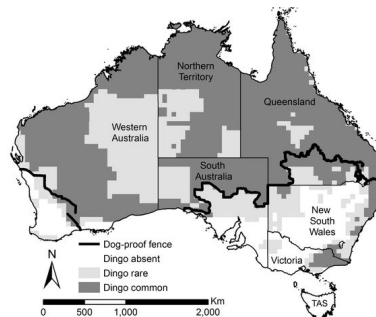 Northern
Territory
Queensland
Western
Australia
South
Australia
New
South
Wales
Victoria
TAS
Dog-proof fence
Dingo absent
Dingo rare
Dingo common
N
Km
0
500
1,000
2,000